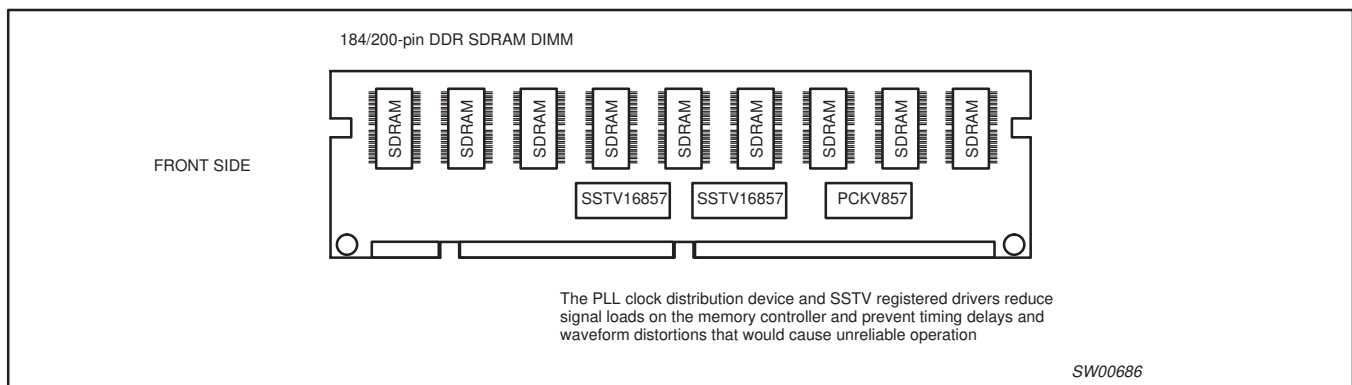 184/200-pin DDR SDRAM DIMM
SDRAM
SDRAM
SDRAM
SDRAM
SDRAM
SDRAM
SDRAM
SDRAM
SDRAM
FRONT SIDE
SSTV16857
SSTV16857
PCKV857
The PLL clock distribution device and SSTV registered drivers reduce
signal loads on the memory controller and prevent timing delays and
waveform distortions that would cause unreliable operation
SW00686